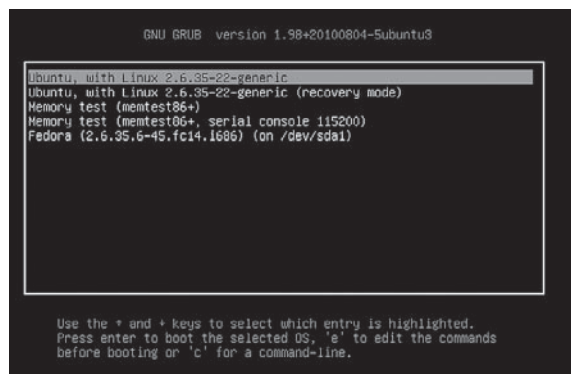 GNU GRUB version 1.98+20100804-5ubuntu3
Ubuntu, with Linux 2.6.35-22-generic
Ubuntu, with Linux 2.6.35-22-generic (recovery mode)
Memory test (memtest86+)
Memory test (memtest86+, serial console 115200)
Fedora (2.6.35.6-45.fc14.i686) (on /dev/sda1)
Use the ↑ and ↓ keys to select which entry is highlighted.
Press enter to boot the selected OS, 'e' to edit the commands
before booting or 'c' for a command-line.